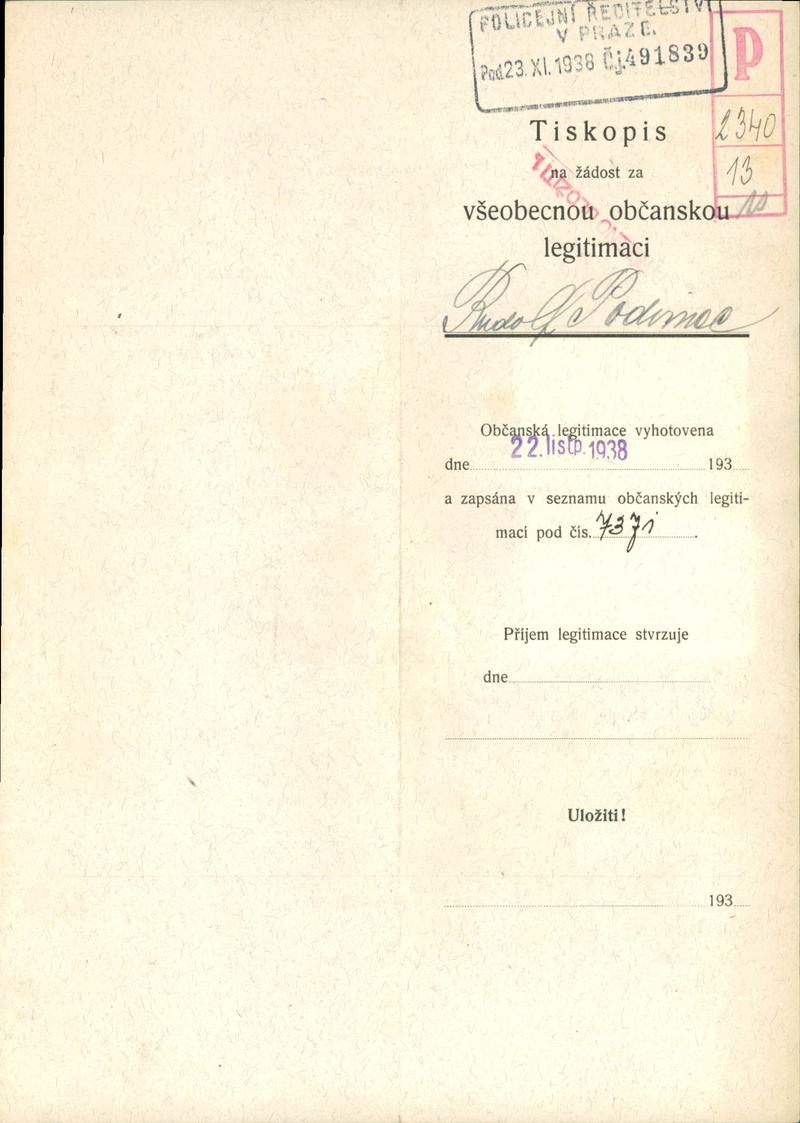 POLICEJNÍ ŘEDITELSTVÍ
V PRAZE.
Pod. 23. XI. 1938 Čj. 491839
P
2340
13
Tiskopis
na žádost za
všeobecnou občanskou
legitimaci
Rudolf Podimec
Občanská legitimace vyhotovena
22. listp. 1938
dne 193
a zapsána v seznamu občanských legiti-
mací pod čís. 7371.
Příjem legitimace stvrzuje
dne
Uložiti!
193